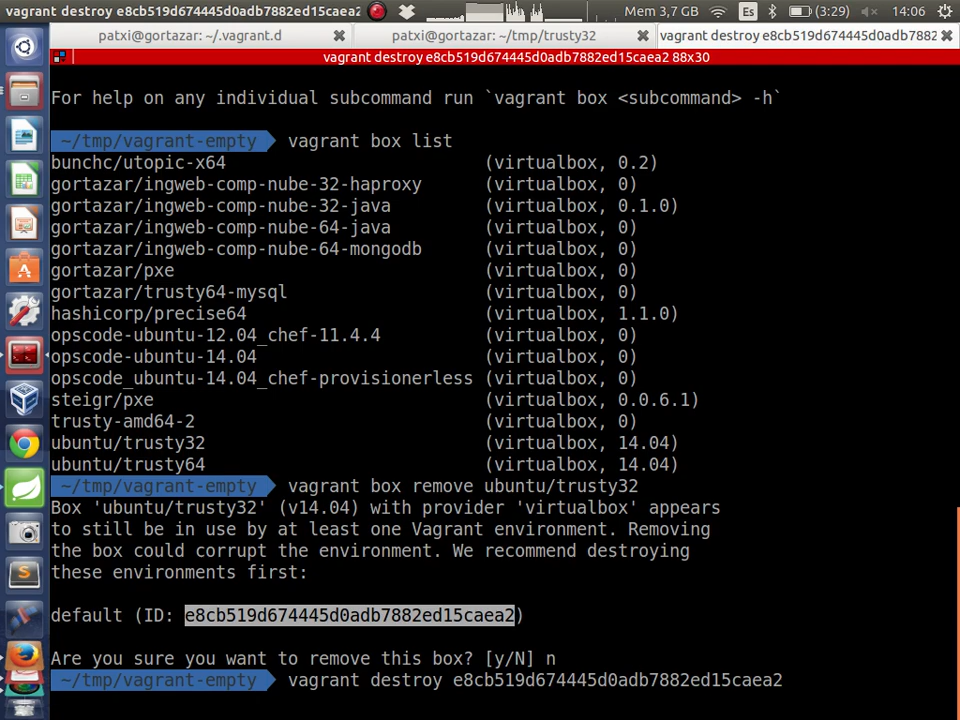 vagrant destroy e8cb519d674445d0adb7882ed15caea2
Mem 3,7 GB
Es
(3:29)
14:06
patxi@gortazar: ~/.vagrant.d
patxi@gortazar: ~/tmp/trusty32
vagrant destroy e8cb519d674445d0adb7882
vagrant destroy e8cb519d674445d0adb7882ed15caea2 88x30
For help on any individual subcommand run `vagrant box <subcommand> -h`
~/tmp/vagrant-empty vagrant box list
bunchc/utopic-x64 (virtualbox, 0.2)
gortazar/ingweb-comp-nube-32-haproxy (virtualbox, 0)
gortazar/ingweb-comp-nube-32-java (virtualbox, 0.1.0)
gortazar/ingweb-comp-nube-64-java (virtualbox, 0)
gortazar/ingweb-comp-nube-64-mongodb (virtualbox, 0)
gortazar/pxe (virtualbox, 0)
gortazar/trusty64-mysql (virtualbox, 0)
hashicorp/precise64 (virtualbox, 1.1.0)
opscode-ubuntu-12.04_chef-11.4.4 (virtualbox, 0)
opscode-ubuntu-14.04 (virtualbox, 0)
opscode_ubuntu-14.04_chef-provisionerless (virtualbox, 0)
steigr/pxe (virtualbox, 0.0.6.1)
trusty-amd64-2 (virtualbox, 0)
ubuntu/trusty32 (virtualbox, 14.04)
ubuntu/trusty64 (virtualbox, 14.04)
~/tmp/vagrant-empty vagrant box remove ubuntu/trusty32
Box 'ubuntu/trusty32' (v14.04) with provider 'virtualbox' appears
to still be in use by at least one Vagrant environment. Removing
the box could corrupt the environment. We recommend destroying
these environments first:
default (ID: e8cb519d674445d0adb7882ed15caea2)
Are you sure you want to remove this box? [y/N] n
~/tmp/vagrant-empty vagrant destroy e8cb519d674445d0adb7882ed15caea2